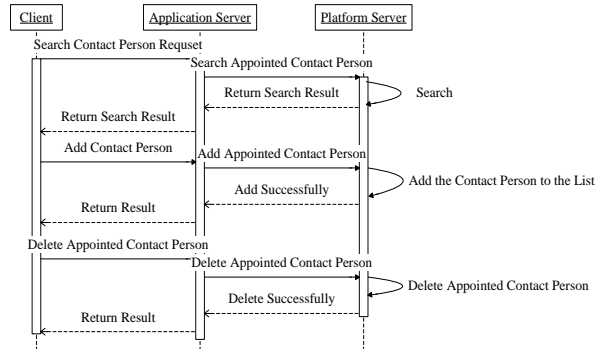 Client
Application Server
Platform Server
Search Contact Person Requset
Search Appointed Contact Person
Return Search Result
Search
Return Search Result
Add Contact Person
Add Appointed Contact Person
Add the Contact Person to the List
Add Successfully
Return Result
Delete Appointed Contact Person
Delete Appointed Contact Person
Delete Appointed Contact Person
Delete Successfully
Return Result